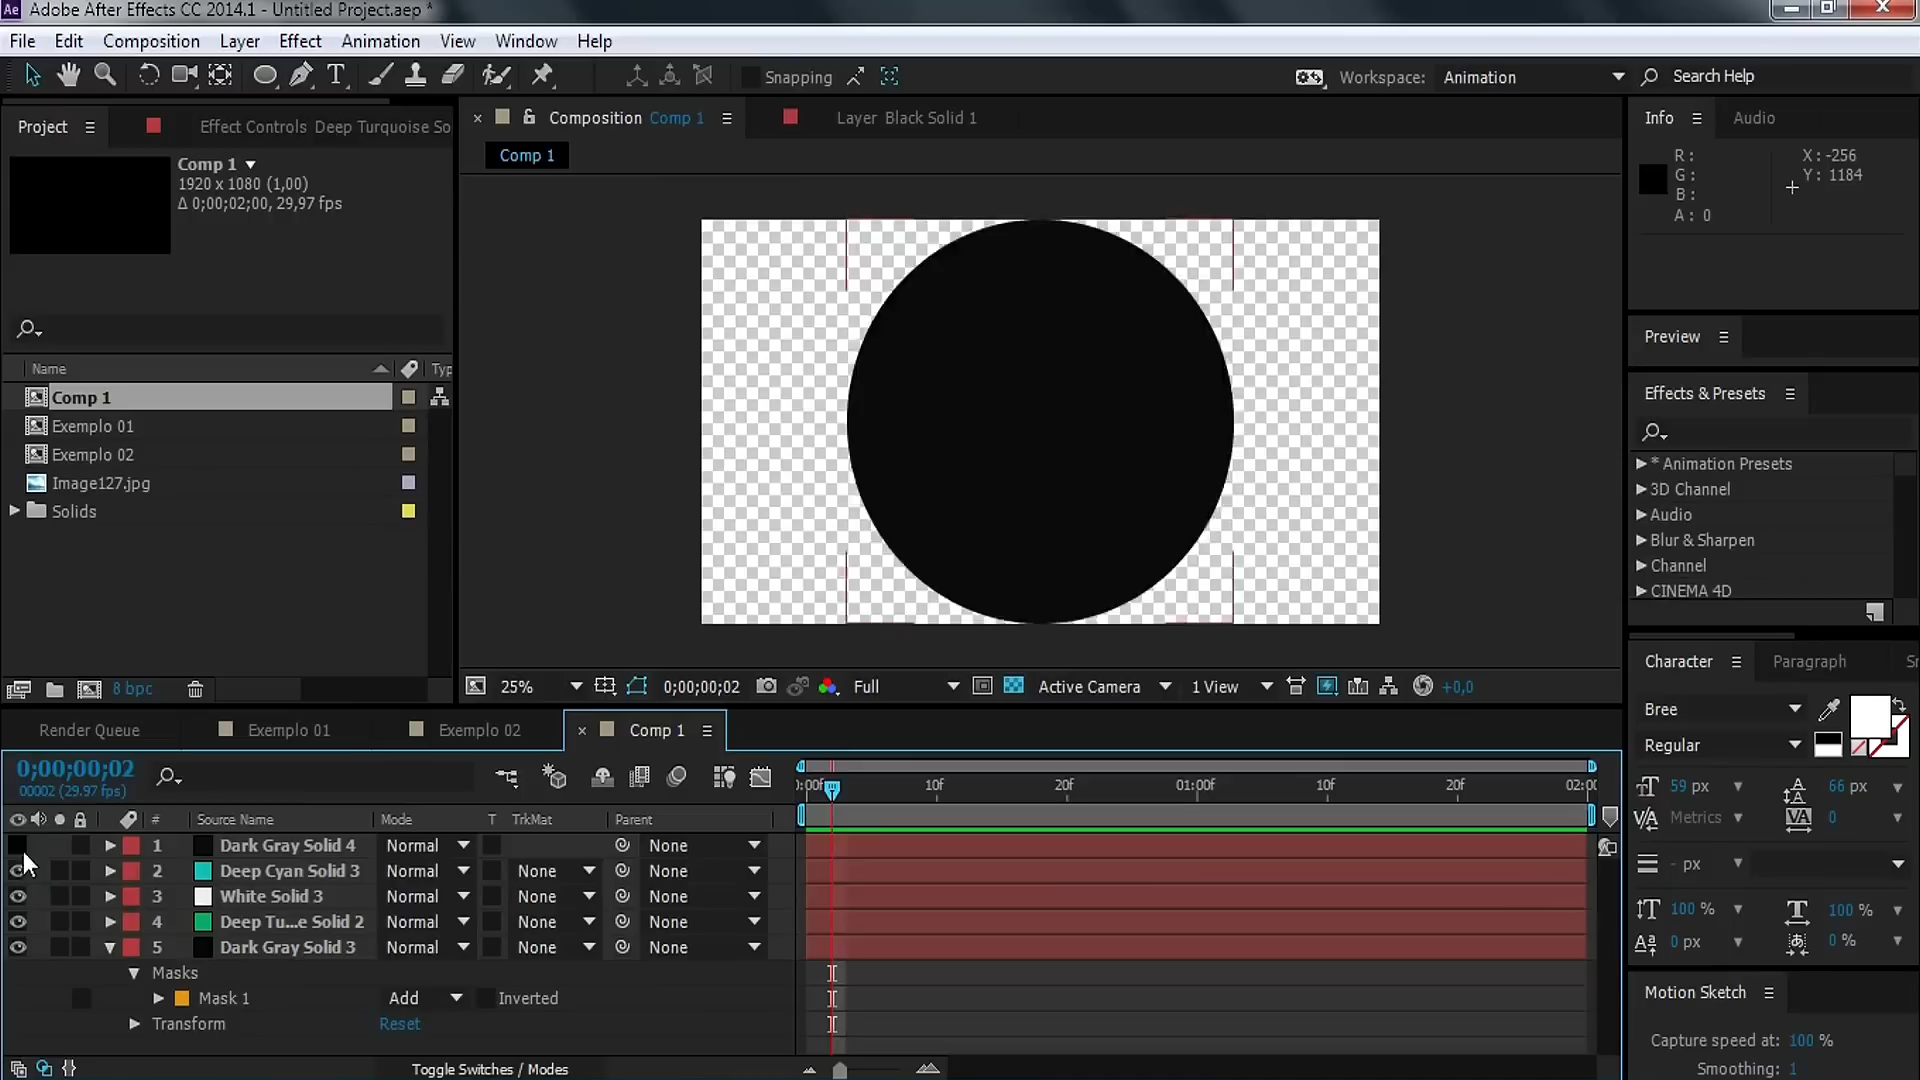 Ae Adobe After Effects CC 2014.1 - Untitled Project.aep *
File Edit Composition Layer Effect Animation View Window Help
T Snapping Workspace: Animation Search Help
Project Effect Controls Deep Turquoise So
Composition Comp 1 Layer Black Solid 1
Info Audio
Comp 1
1920 x 1080 (1,00)
Δ 0;00;02;00, 29,97 fps
Comp 1
R :
G :
B :
A : 0
X : -256
Y : 1184
Preview
Name Typ
Comp 1
Exemplo 01
Exemplo 02
Image127.jpg
Solids
Effects & Presets
* Animation Presets
3D Channel
Audio
Blur & Sharpen
Channel
CINEMA 4D
8 bpc
25% 0;00;00;02 Full Active Camera 1 View +0,0
Character Paragraph
Bree
Regular
59 px 66 px
Metrics 0
- px
100 % 100 %
0 px 0 %
Motion Sketch
Capture speed at: 100 %
Smoothing: 1
Render Queue Exemplo 01 Exemplo 02 Comp 1
0;00;00;02
00002 (29.97 fps)
):00f 10f 20f 01:00f 10f 20f 02:00
# Source Name Mode T TrkMat Parent
1 Dark Gray Solid 4 Normal None
2 Deep Cyan Solid 3 Normal None None
3 White Solid 3 Normal None None
4 Deep Tu...e Solid 2 Normal None None
5 Dark Gray Solid 3 Normal None None
Masks
Mask 1 Add Inverted
Transform Reset
Toggle Switches / Modes